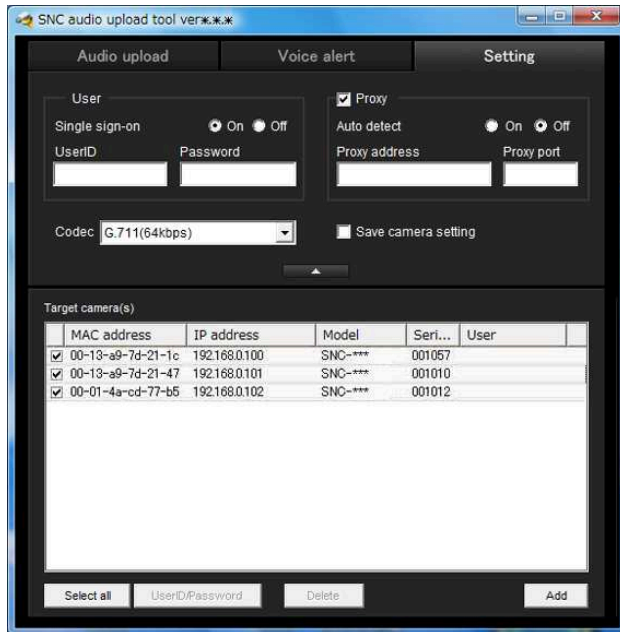 SNC audio upload tool ver*.*.*
Audio upload Voice alert Setting
User Proxy
Single sign-on On Off Auto detect On Off
UserID Password Proxy address Proxy port
Codec G.711(64kbps) Save camera setting
Target camera(s)
MAC address IP address Model Seri... User
00-13-a9-7d-21-1c 192.168.0.100 SNC-*** 001057
00-13-a9-7d-21-47 192.168.0.101 SNC-*** 001010
00-01-4a-cd-77-b5 192.168.0.102 SNC-*** 001012
Select all UserID/Password Delete Add